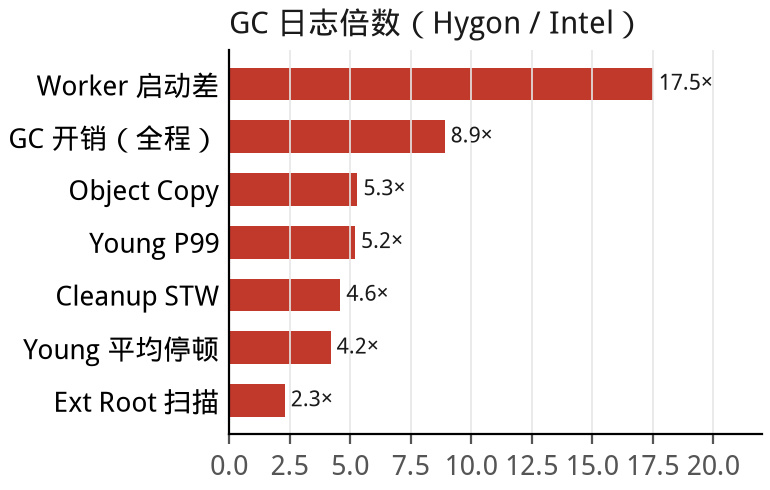 GC 日志倍数（Hygon / Intel）
Worker 启动差 17.5×
GC 开销（全程） 8.9×
Object Copy 5.3×
Young P99 5.2×
Cleanup STW 4.6×
Young 平均停顿 4.2×
Ext Root 扫描 2.3×
0.0 2.5 5.0 7.5 10.0 12.5 15.0 17.5 20.0